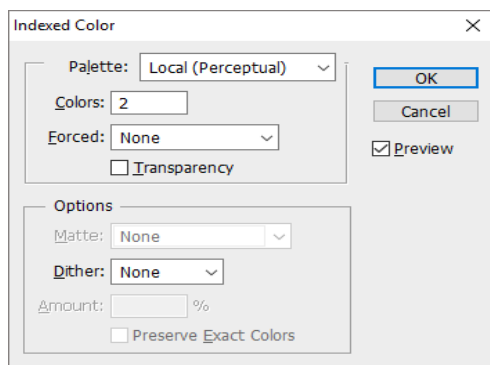 Indexed Color
Palette: Local (Perceptual)
Colors: 2
Forced: None
Transparency
OK
Cancel
Preview
Options
Matte: None
Dither: None
Amount: %
Preserve Exact Colors